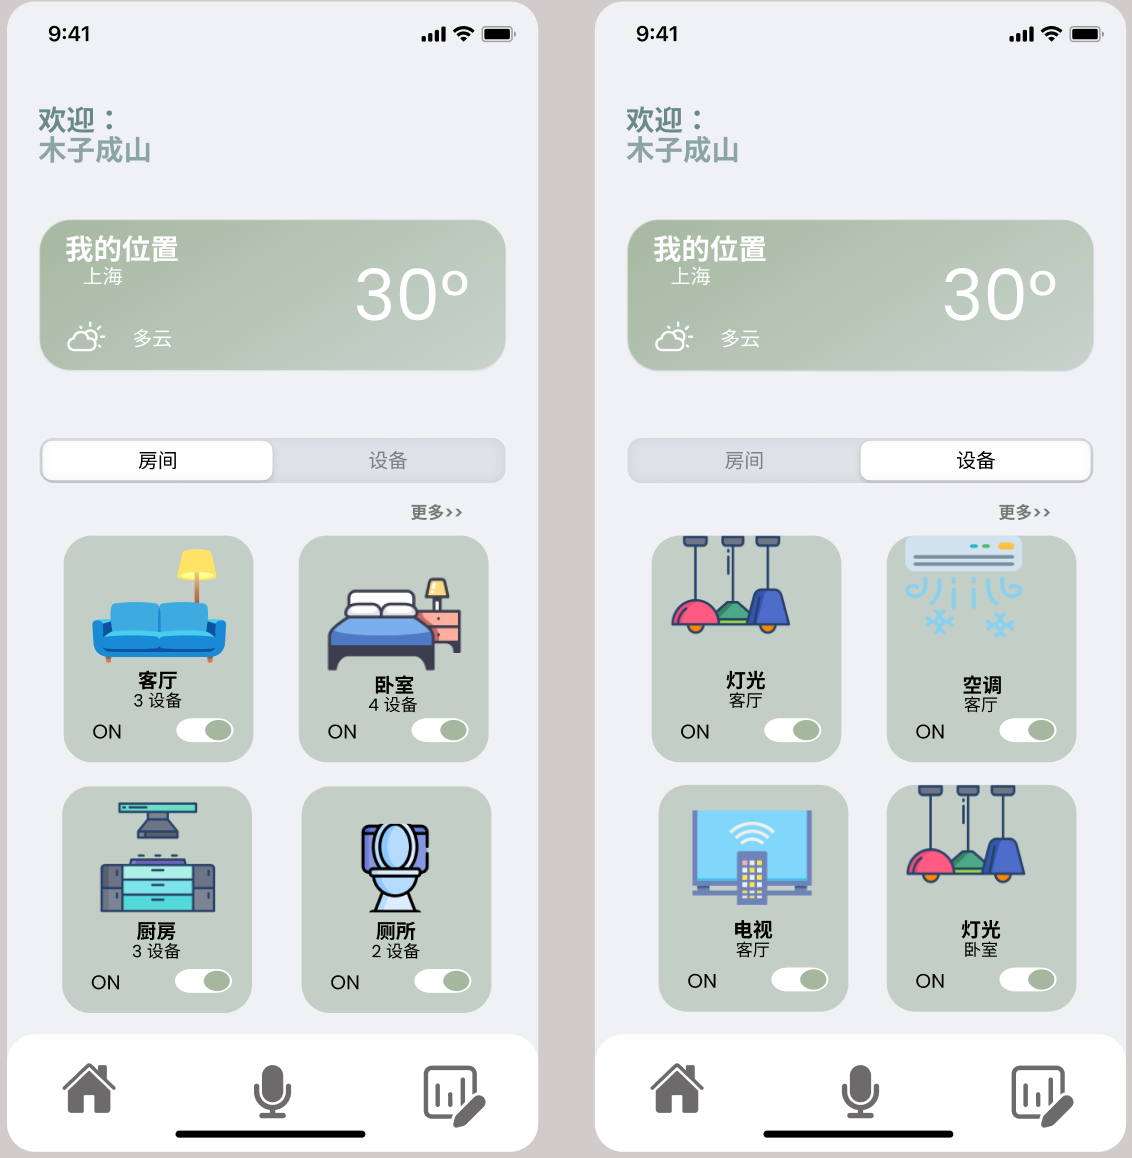 9:41
欢迎：
木子成山
我的位置
上海
30°
多云
房间
设备
更多>>
客厅
3 设备
ON
卧室
4 设备
ON
厨房
3 设备
ON
厕所
2 设备
ON
9:41
欢迎：
木子成山
我的位置
上海
30°
多云
房间
设备
更多>>
灯光
客厅
ON
空调
客厅
ON
电视
客厅
ON
灯光
卧室
ON